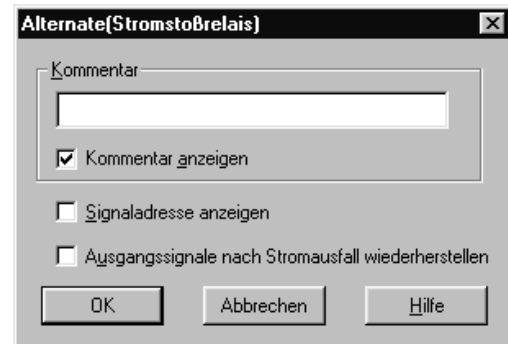 Alternate(Stromstoßrelais)
Kommentar
Kommentar anzeigen
Signaladresse anzeigen
Ausgangssignale nach Stromausfall wiederherstellen
OK Abbrechen Hilfe